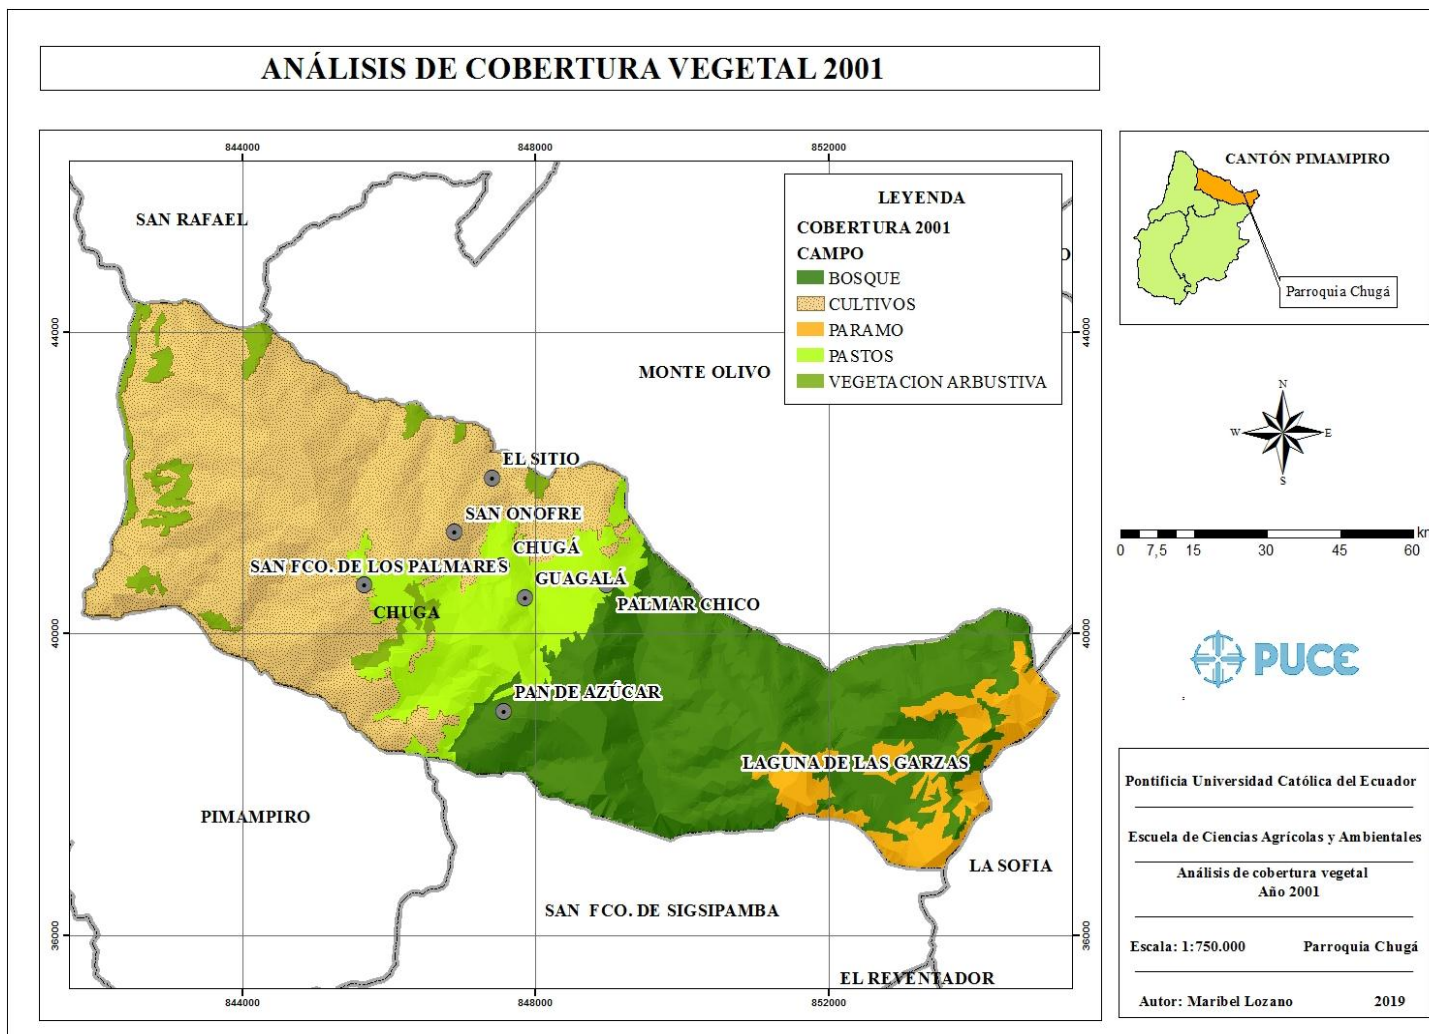 ANÁLISIS DE COBERTURA VEGETAL 2001
844000
848000
852000
44000
40000
36000
44000
40000
36000
844000
848000
852000
SAN RAFAEL
MONTE OLIVO
EL SITIO
SAN ONOFRE
CHUGÁ
SAN FCO. DE LOS PALMARES
GUAGALÁ
CHUGA
PALMAR CHICO
PAN DE AZÚCAR
LAGUNA DE LAS GARZAS
PIMAMPIRO
LA SOFIA
SAN FCO. DE SIGSIPAMBA
EL REVENTADOR
O
LEYENDA
COBERTURA 2001
CAMPO
BOSQUE
CULTIVOS
PARAMO
PASTOS
VEGETACION ARBUSTIVA
CANTÓN PIMAMPIRO
Parroquia Chugá
N
W E
S
km
0 7,5 15 30 45 60
PUCE
Pontificia Universidad Católica del Ecuador
Escuela de Ciencias Agrícolas y Ambientales
Análisis de cobertura vegetal
Año 2001
Escala: 1:750.000 Parroquia Chugá
Autor: Maribel Lozano 2019